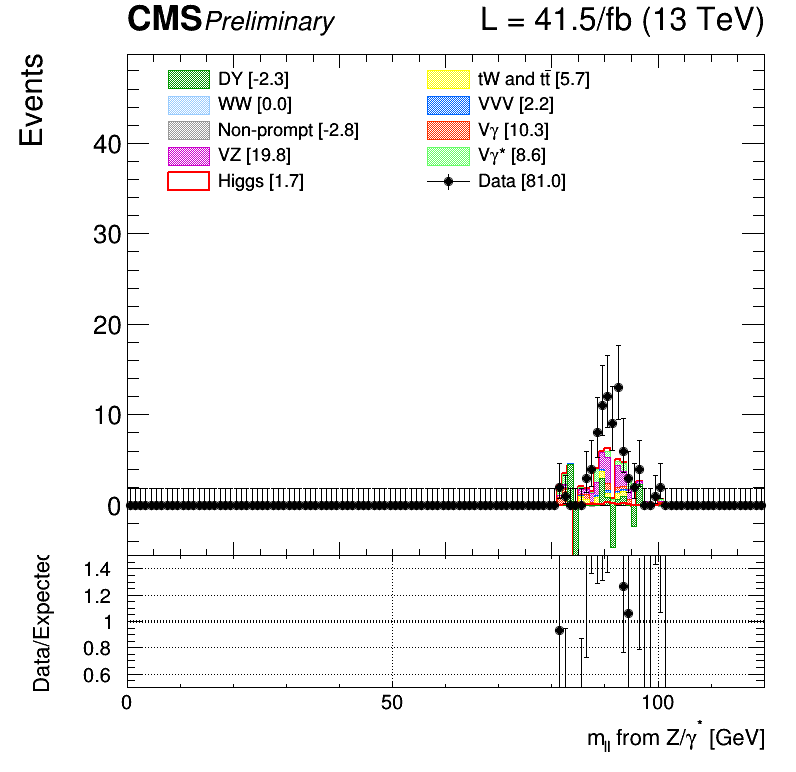 CMS Preliminary L = 41.5/fb (13 TeV)
Events
DY [-2.3] tW and tt̄ [5.7]
WW [0.0] VVV [2.2]
Non-prompt [-2.8] Vγ [10.3]
VZ [19.8] Vγ* [8.6]
Higgs [1.7] Data [81.0]
40
30
20
10
0
Data/Expected
1.4
1.2
1
0.8
0.6
0 50 100
m_ll from Z/γ* [GeV]